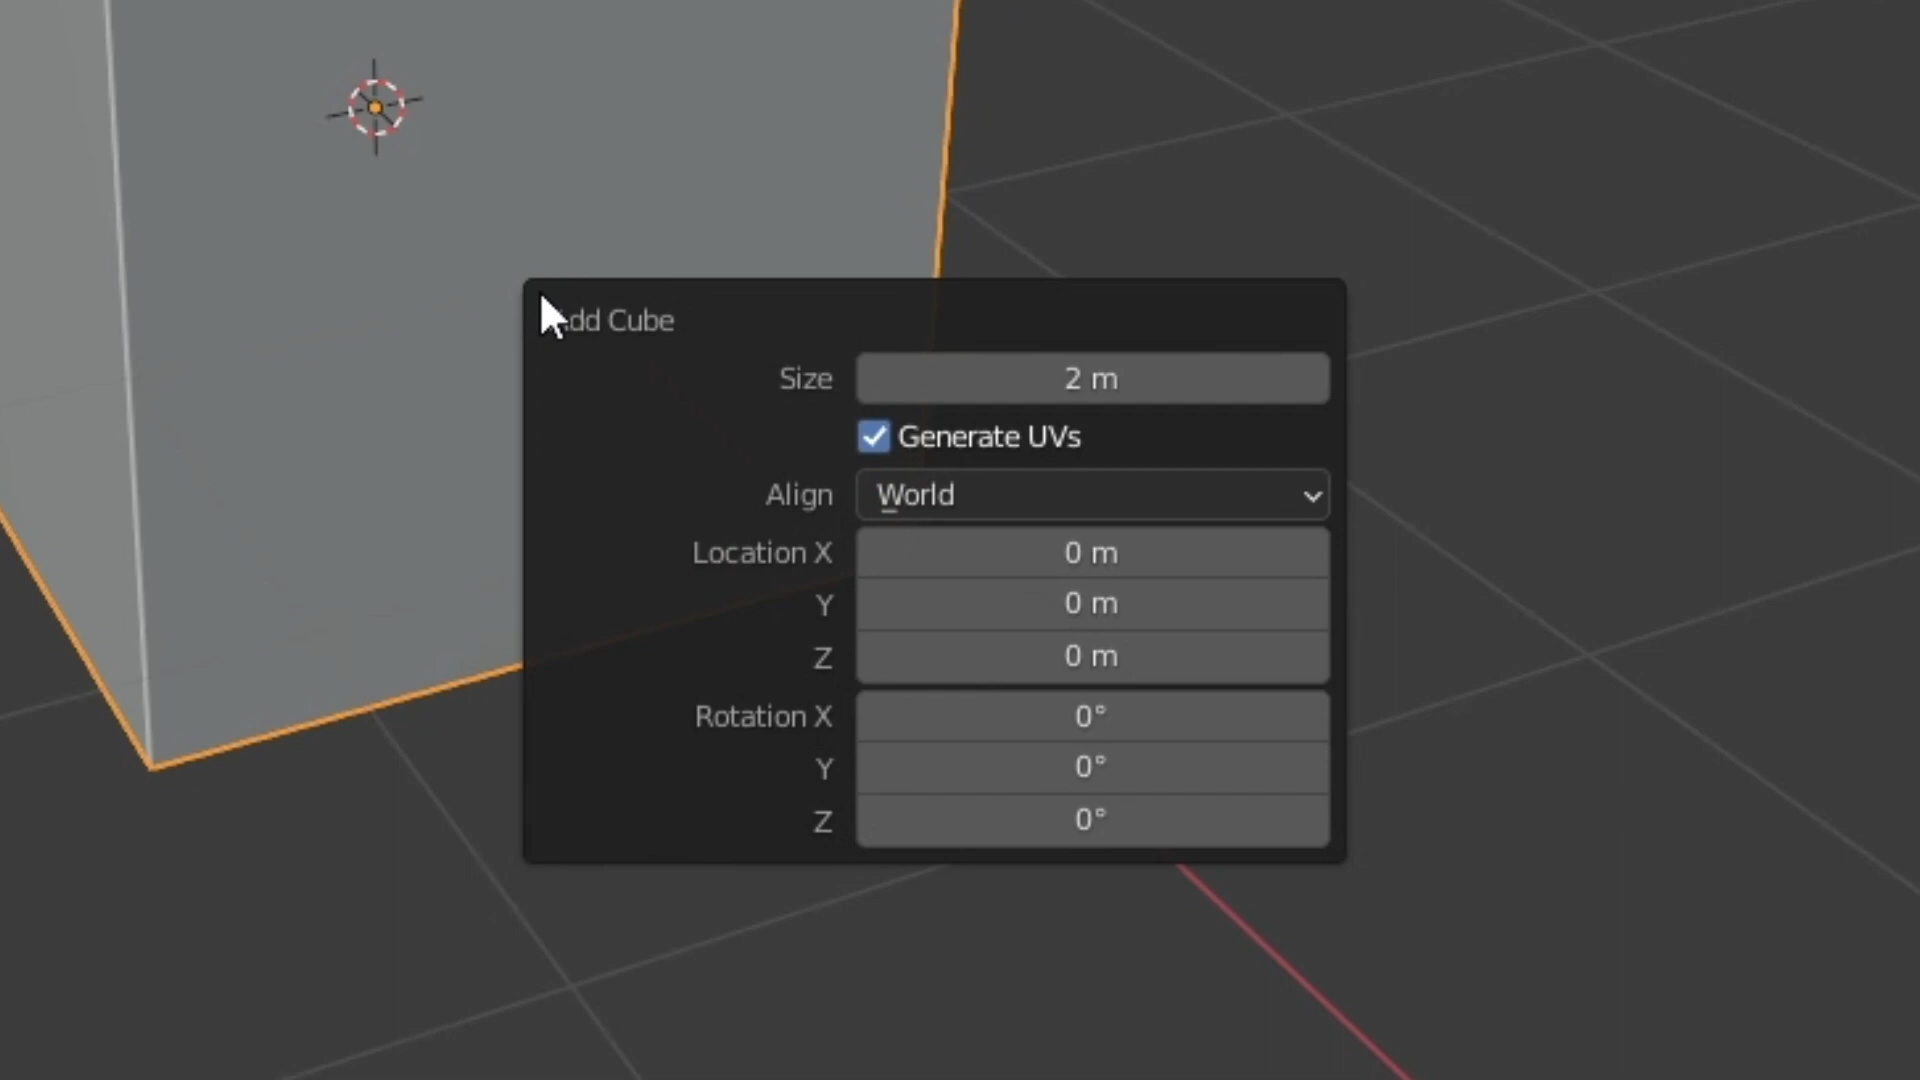 dd Cube
Size 2 m
Generate UVs
Align World
Location X 0 m
Y 0 m
Z 0 m
Rotation X 0°
Y 0°
Z 0°